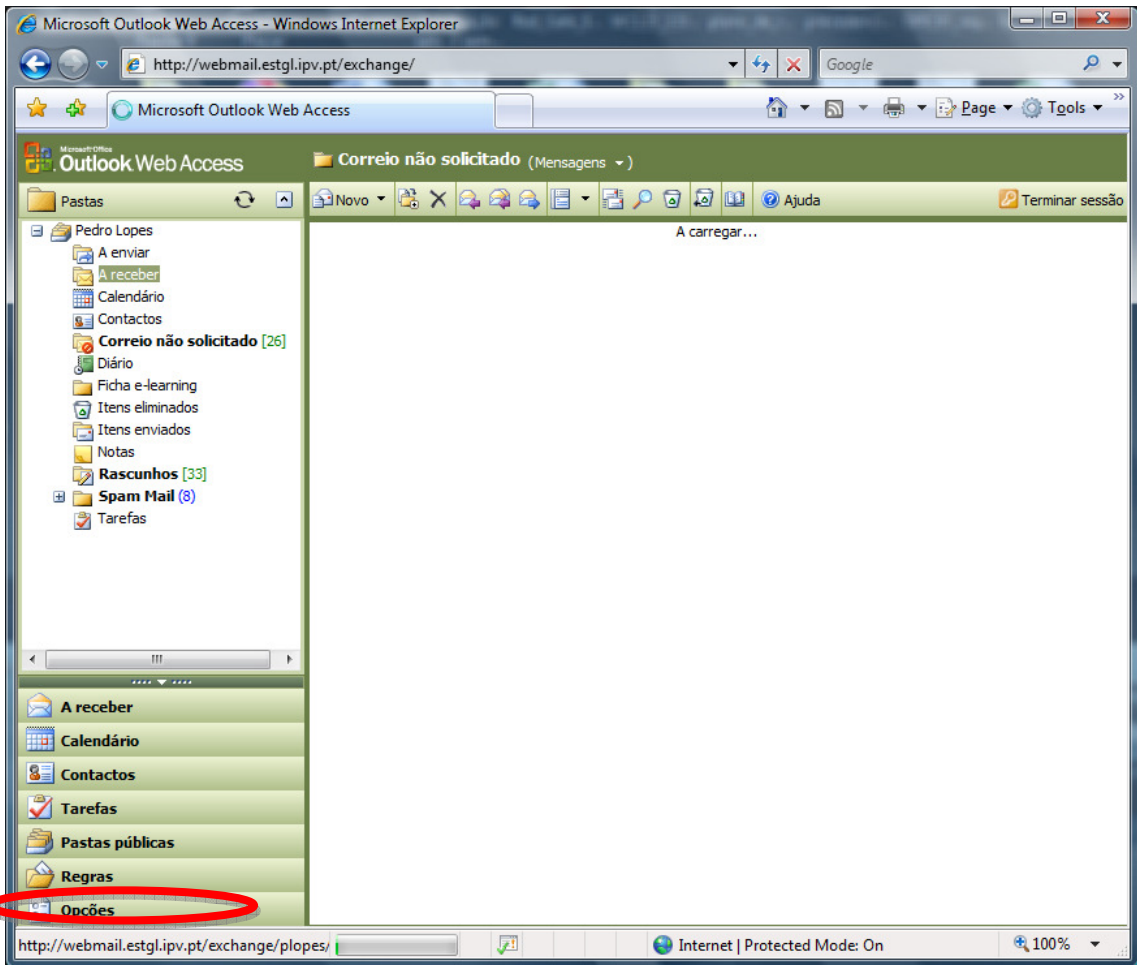 Microsoft Outlook Web Access - Windows Internet Explorer
http://webmail.estgl.ipv.pt/exchange/
Google
Microsoft Outlook Web Access
Page
Tools
Microsoft Office
Outlook Web Access
Correio não solicitado (Mensagens)
Pastas
Novo
Ajuda
Terminar sessão
Pedro Lopes
A carregar...
A enviar
A receber
Calendário
Contactos
Correio não solicitado [26]
Diário
Ficha e-learning
Itens eliminados
Itens enviados
Notas
Rascunhos [33]
Spam Mail (8)
Tarefas
A receber
Calendário
Contactos
Tarefas
Pastas públicas
Regras
Opções
http://webmail.estgl.ipv.pt/exchange/plopes/
Internet | Protected Mode: On
100%